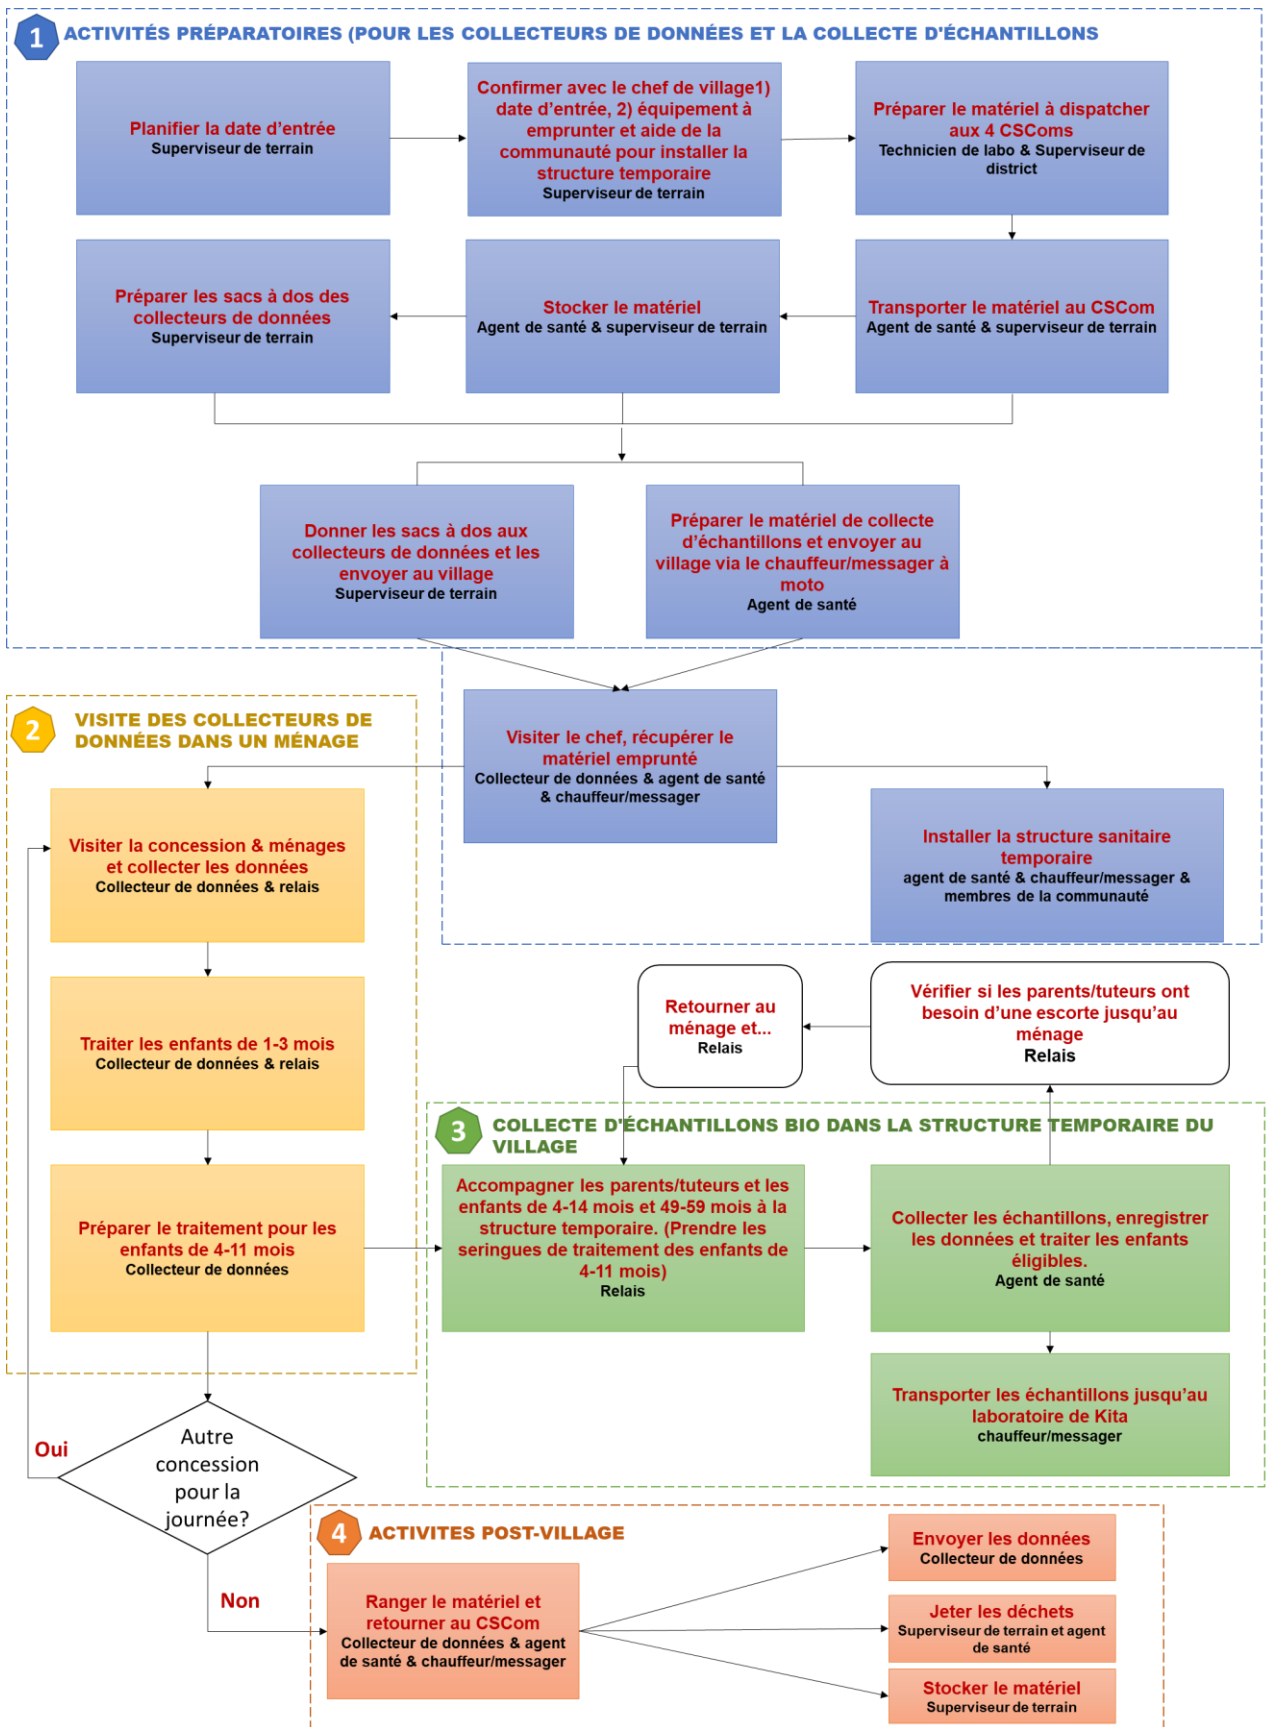 1
ACTIVITÉS PRÉPARATOIRES (POUR LES COLLECTEURS DE DONNÉES ET LA COLLECTE D'ÉCHANTILLONS
Planifier la date d'entrée
Superviseur de terrain
Confirmer avec le chef de village1)
date d'entrée, 2) équipement à
emprunter et aide de la
communauté pour installer la
structure temporaire
Superviseur de terrain
Préparer le matériel à dispatcher
aux 4 CSComs
Technicien de labo & Superviseur de
district
Préparer les sacs à dos des
collecteurs de données
Superviseur de terrain
Stocker le matériel
Agent de santé & superviseur de terrain
Transporter le matériel au CSCom
Agent de santé & superviseur de terrain
Donner les sacs à dos aux
collecteurs de données et les
envoyer au village
Superviseur de terrain
Préparer le matériel de collecte
d'échantillons et envoyer au
village via le chauffeur/messager à
moto
Agent de santé
Visiter le chef, récupérer le
matériel emprunté
Collecteur de données & agent de santé
& chauffeur/messager
Installer la structure sanitaire
temporaire
agent de santé & chauffeur/messager &
membres de la communauté
2
VISITE DES COLLECTEURS DE
DONNÉES DANS UN MÉNAGE
Visiter la concession & ménages
et collecter les données
Collecteur de données & relais
Traiter les enfants de 1-3 mois
Collecteur de données & relais
Préparer le traitement pour les
enfants de 4-11 mois
Collecteur de données
Autre
concession
pour la
journée?
Oui
Non
Retourner au
ménage et...
Relais
Vérifier si les parents/tuteurs ont
besoin d'une escorte jusqu'au
ménage
Relais
3
COLLECTE D'ÉCHANTILLONS BIO DANS LA STRUCTURE TEMPORAIRE DU
VILLAGE
Accompagner les parents/tuteurs et les
enfants de 4-14 mois et 49-59 mois à la
structure temporaire. (Prendre les
seringues de traitement des enfants de
4-11 mois)
Relais
Collecter les échantillons, enregistrer
les données et traiter les enfants
éligibles.
Agent de santé
Transporter les échantillons jusqu'au
laboratoire de Kita
chauffeur/messager
4
ACTIVITES POST-VILLAGE
Ranger le matériel et
retourner au CSCom
Collecteur de données & agent
de santé & chauffeur/messager
Envoyer les données
Collecteur de données
Jeter les déchets
Superviseur de terrain et agent
de santé
Stocker le matériel
Superviseur de terrain